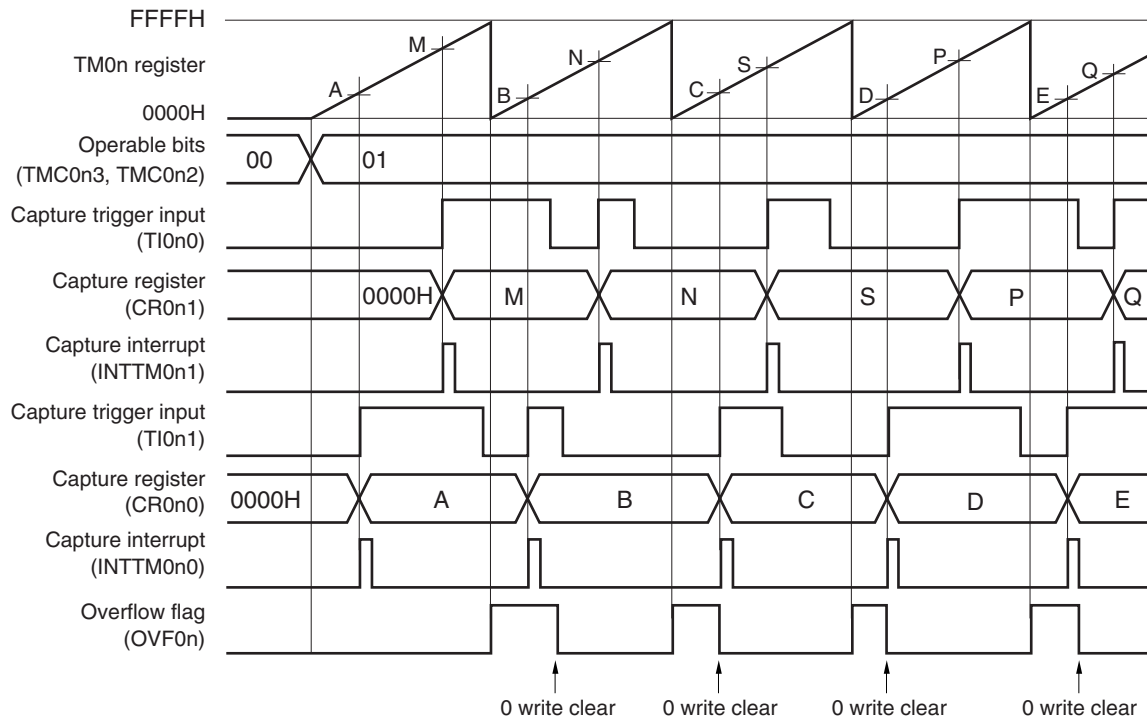 FFFFH
TM0n register
0000H
A M B N C S D P E Q
Operable bits
(TMC0n3, TMC0n2)
00 01
Capture trigger input
(TI0n0)
Capture register
(CR0n1)
0000H M N S P Q
Capture interrupt
(INTTM0n1)
Capture trigger input
(TI0n1)
Capture register
(CR0n0)
0000H A B C D E
Capture interrupt
(INTTM0n0)
Overflow flag
(OVF0n)
0 write clear 0 write clear 0 write clear 0 write clear